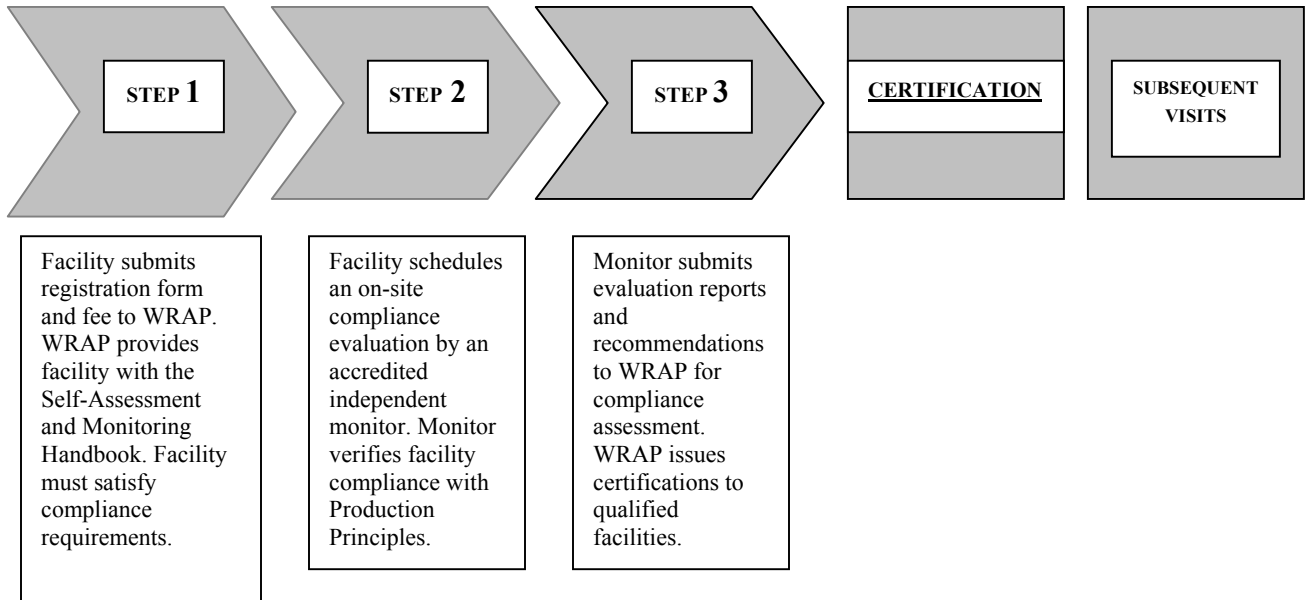 STEP 1
STEP 2
STEP 3
CERTIFICATION
SUBSEQUENT
VISITS
Facility submits
registration form
and fee to WRAP.
WRAP provides
facility with the
Self-Assessment
and Monitoring
Handbook. Facility
must satisfy
compliance
requirements.
Facility schedules
an on-site
compliance
evaluation by an
accredited
independent
monitor. Monitor
verifies facility
compliance with
Production
Principles.
Monitor submits
evaluation reports
and
recommendations
to WRAP for
compliance
assessment.
WRAP issues
certifications to
qualified
facilities.